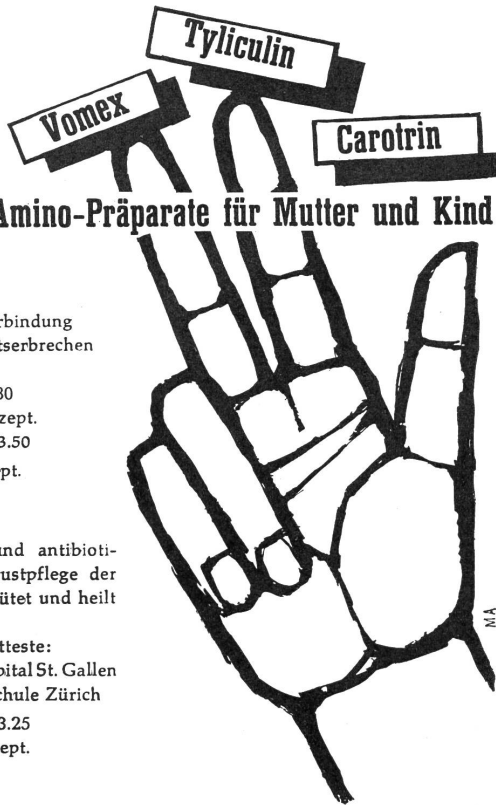 Tyliculin
Vomex
Carotrin
Amino-Präparate für Mutter und Kind
rbindung
tserbrechen
80
zept.
3.50
pt.
und antibioti-
ustpflege der
ütet und heilt
tteste:
pital St. Gallen
chule Zürich
3.25
ept.
MA